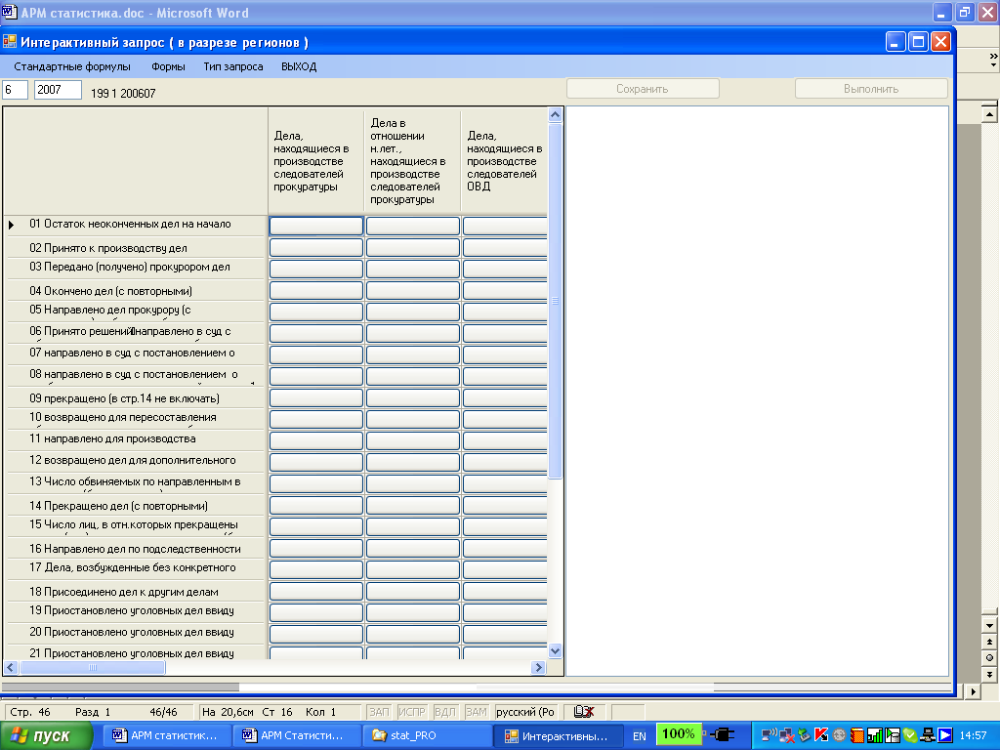 АРМ статистика.doc - Microsoft Word
Интерактивный запрос ( в разрезе регионов )
Стандартные формулы Формы Тип запроса ВЫХОД
6 2007 199 1 200607 Сохранить Выполнить
Дела,
находящиеся в
производстве
следователей
прокуратуры
Дела в
отношении
н.лет.,
находящиеся в
производстве
следователей
прокуратуры
Дела,
находящиеся в
производстве
следователей
ОВД
01 Остаток неоконченных дел на начало
02 Принято к производству дел
03 Передано (получено) прокурором дел
04 Окончено дел (с повторными)
05 Направлено дел прокурору (с
06 Принято решений направлено в суд с
07 направлено в суд с постановлением о
08 направлено в суд с постановлением о
09 прекращено (в стр.14 не включать)
10 возвращено для пересоставления
11 направлено для производства
12 возвращено дел для дополнительного
13 Число обвиняемых по направленным в
14 Прекращено дел (с повторными)
15 Число лиц, в отн.которых прекращены
16 Направлено дел по подследственности
17 Дела, возбужденные без конкретного
18 Присоединено дел к другим делам
19 Приостановлено уголовных дел ввиду
20 Приостановлено уголовных дел ввиду
21 Приостановлено уголовных дел ввиду
Стр. 46 Разд 1 46/46 На 20,6см Ст 16 Кол 1 ЗАП ИСПР ВДЛ ЗАМ русский (Ро
пуск АРМ статистик... АРМ Статисти... stat_PRO Интерактивны... EN 100% 14:57